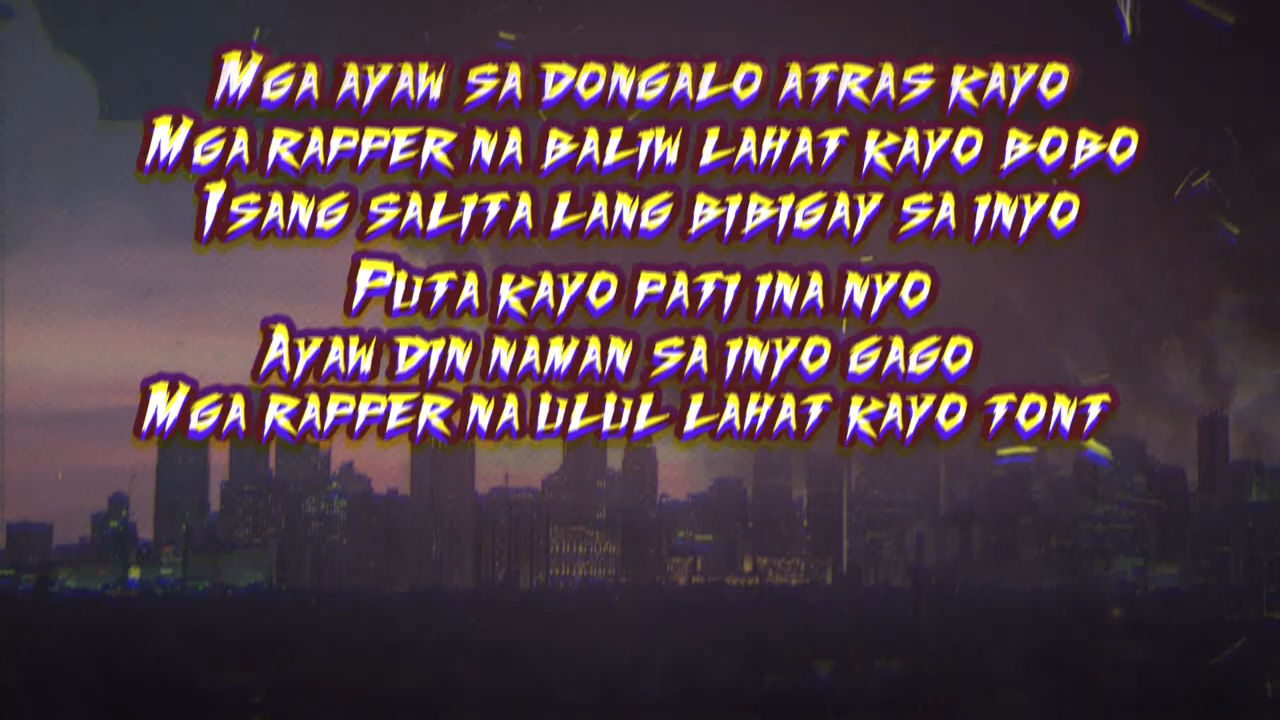 Mga ayaw sa dongalo atras kayo
Mga rapper na baliw lahat kayo bobo
Isang salita lang bibigay sa inyo
Puta kayo pati ina nyo
Ayaw din naman sa inyo gago
Mga rapper na ulul lahat kayo tont